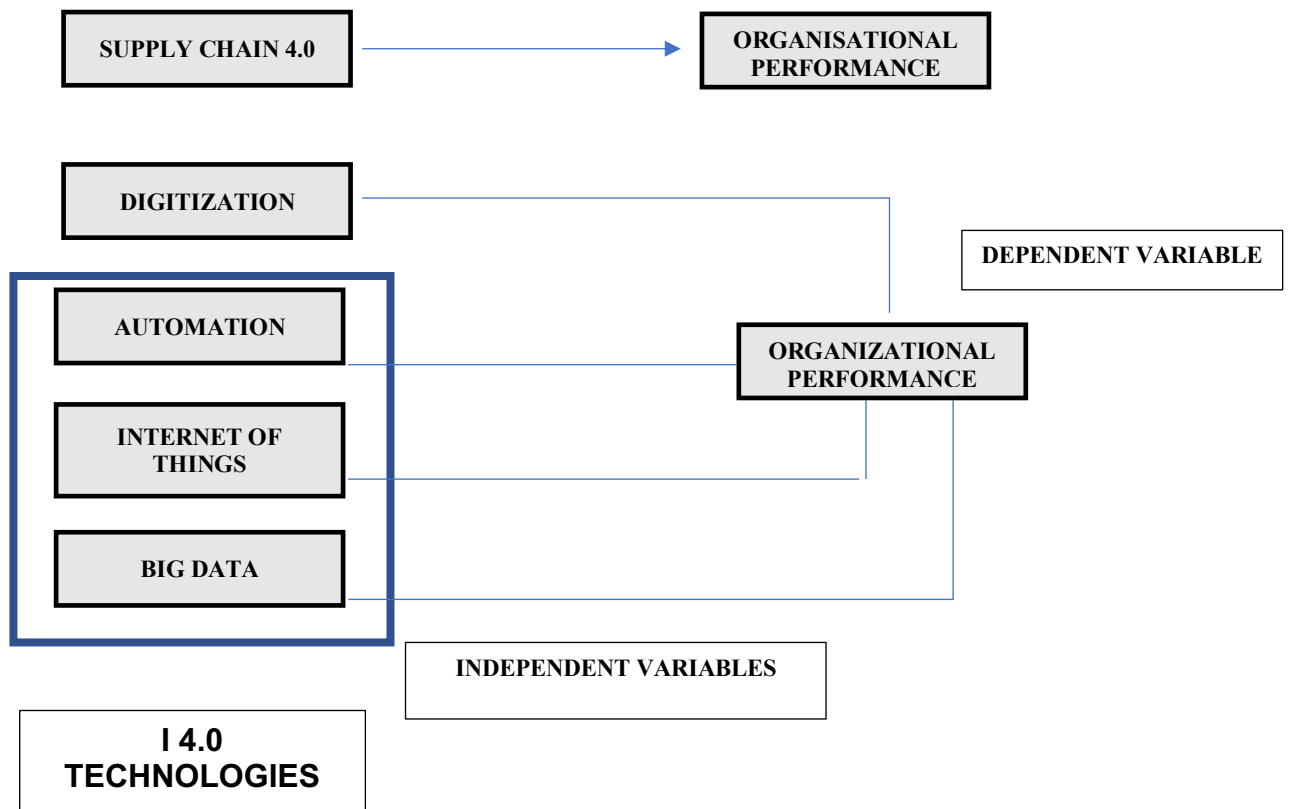 SUPPLY CHAIN 4.0
ORGANISATIONAL
PERFORMANCE
DIGITIZATION
DEPENDENT VARIABLE
AUTOMATION
ORGANIZATIONAL
PERFORMANCE
INTERNET OF
THINGS
BIG DATA
INDEPENDENT VARIABLES
I 4.0
TECHNOLOGIES